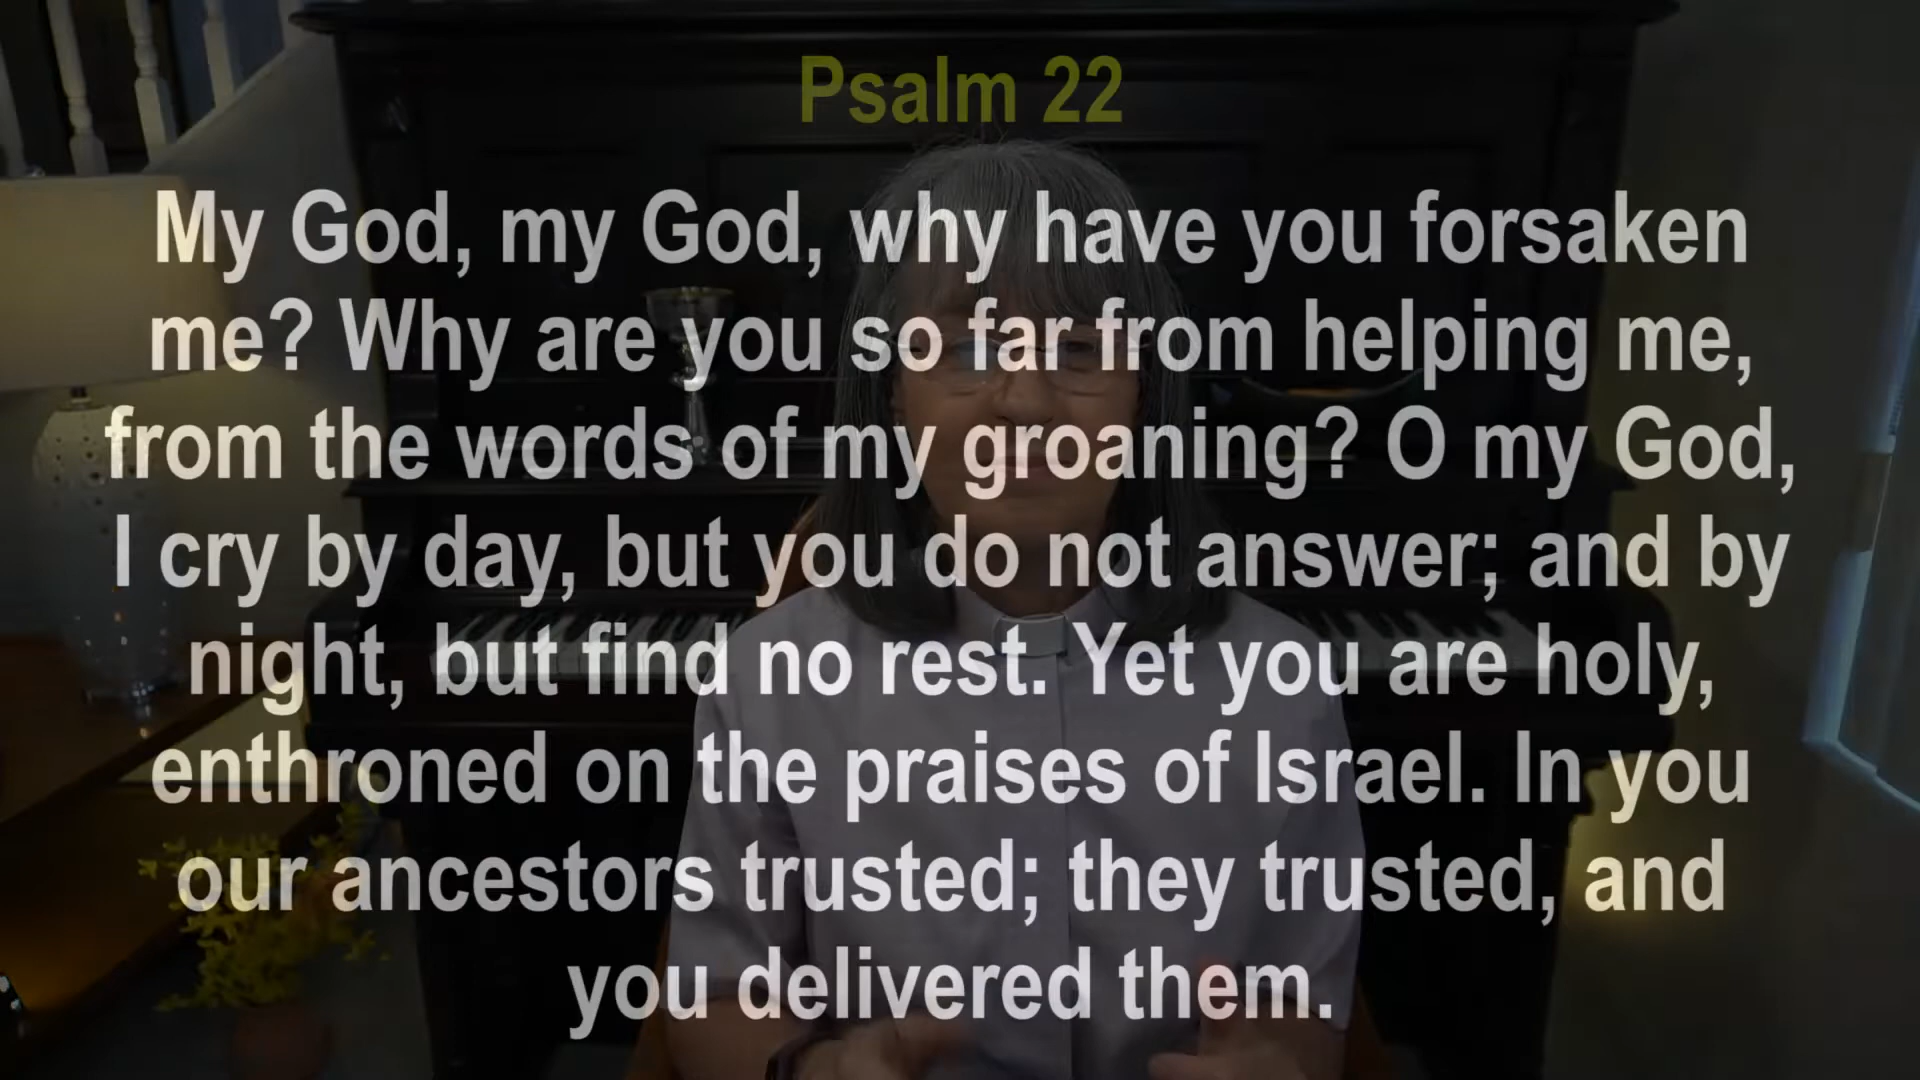 Psalm 22
My God, my God, why have you forsaken
me? Why are you so far from helping me,
from the words of my groaning? O my God,
I cry by day, but you do not answer; and by
night, but find no rest. Yet you are holy,
enthroned on the praises of Israel. In you
our ancestors trusted; they trusted, and
you delivered them.